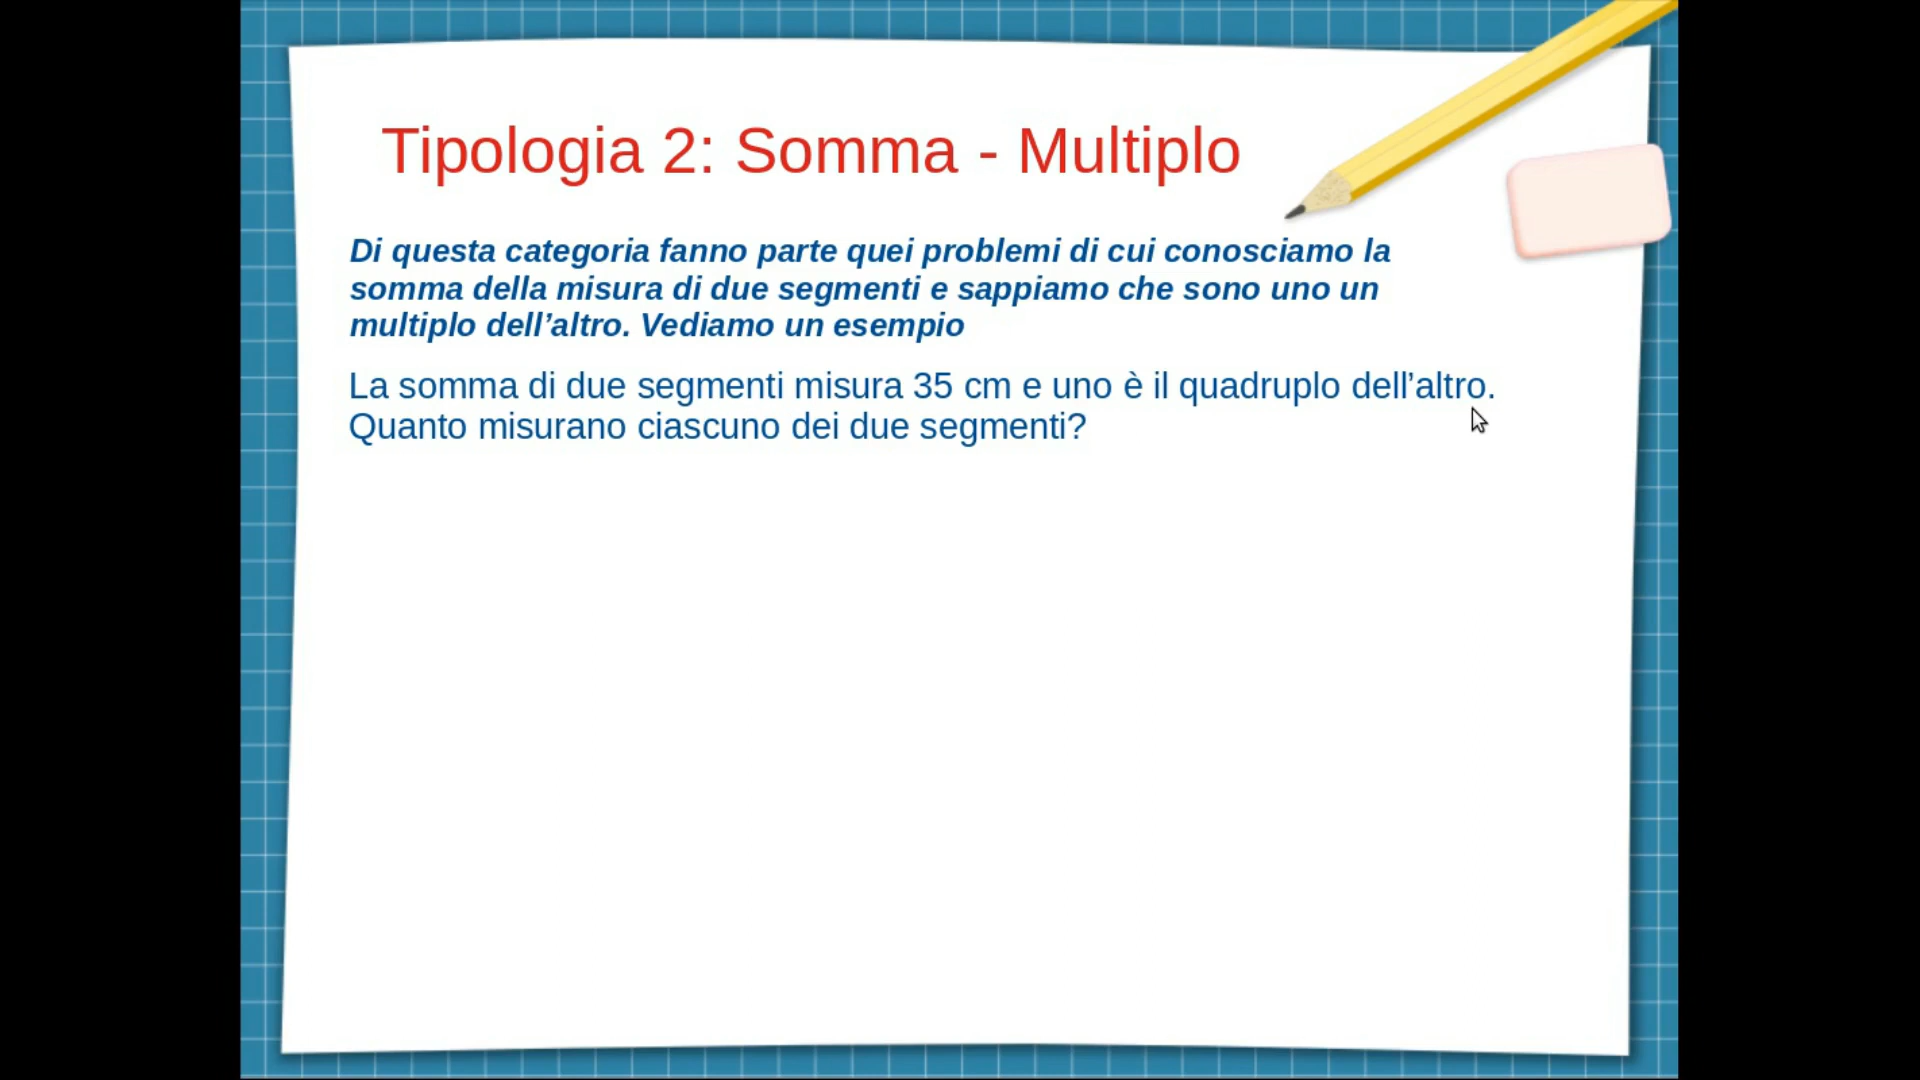 Tipologia 2: Somma - Multiplo
Di questa categoria fanno parte quei problemi di cui conosciamo la
somma della misura di due segmenti e sappiamo che sono uno un
multiplo dell’altro. Vediamo un esempio
La somma di due segmenti misura 35 cm e uno è il quadruplo dell’altro.
Quanto misurano ciascuno dei due segmenti?